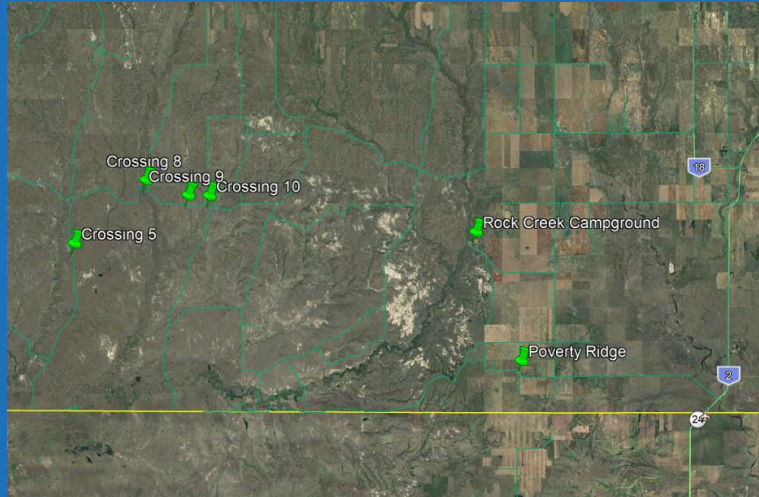 Crossing 8
18
Crossing 9
Crossing 10
Rock Creek Campground
Crossing 5
Poverty Ridge
2
24